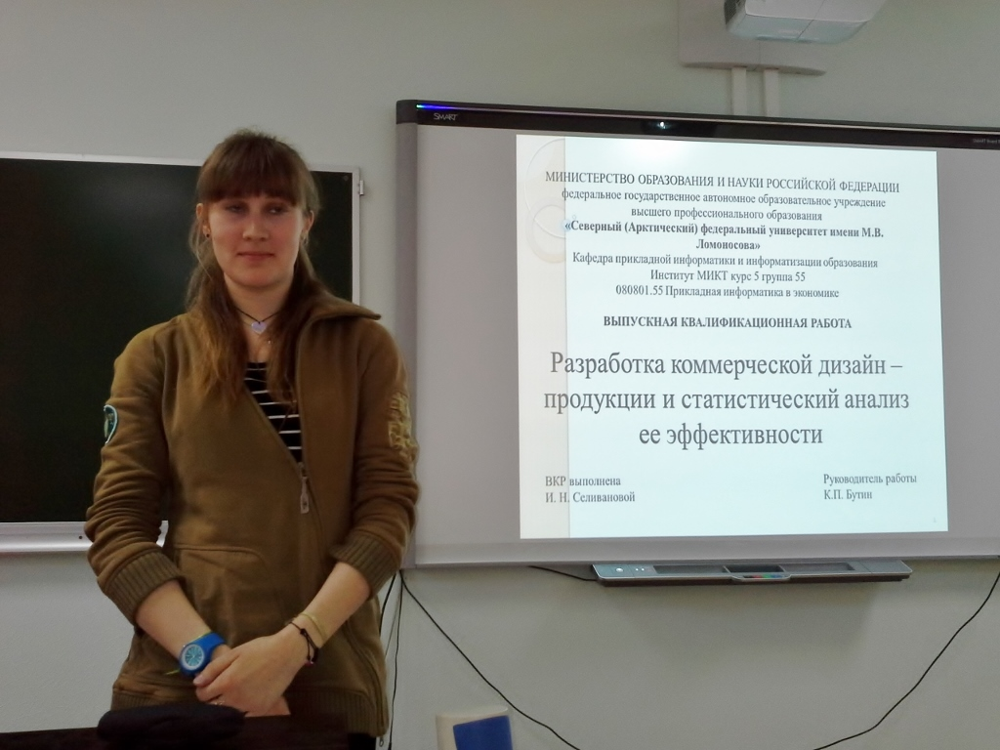 SMART
МИНИСТЕРСТВО ОБРАЗОВАНИЯ И НАУКИ РОССИЙСКОЙ ФЕДЕРАЦИИ
федеральное государственное автономное образовательное учреждение
высшего профессионального образования
«Северный (Арктический) федеральный университет имени М.В.
Ломоносова»
Кафедра прикладной информатики и информатизации образования
Институт МИКТ курс 5 группа 55
080801.55 Прикладная информатика в экономике
ВЫПУСКНАЯ КВАЛИФИКАЦИОННАЯ РАБОТА
Разработка коммерческой дизайн –
продукции и статистический анализ
ее эффективности
ВКР выполнена
И. Н. Селивановой
Руководитель работы
К.П. Бутин